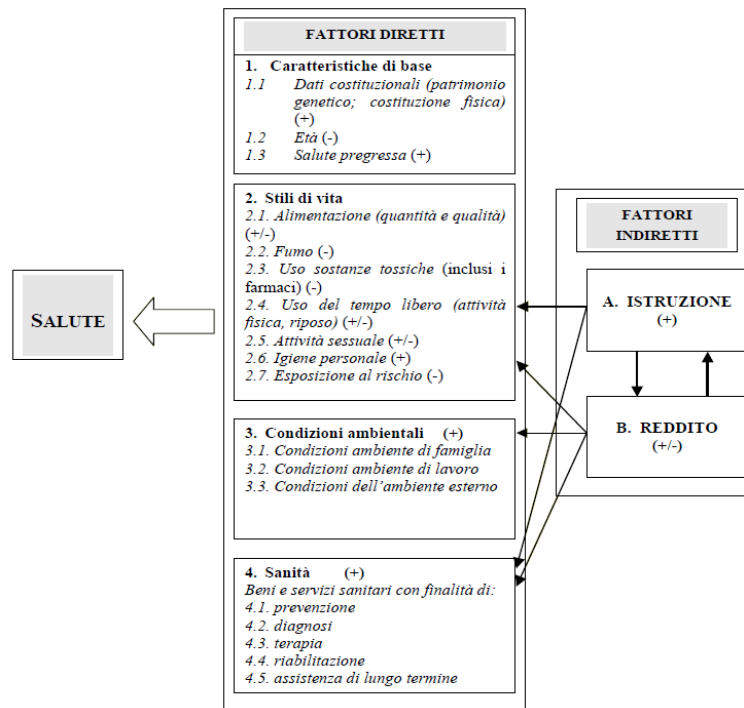 FATTORI DIRETTI
1. Caratteristiche di base
1.1 Dati costituzionali (patrimonio
genetico; costituzione fisica)
(+)
1.2 Età (-)
1.3 Salute pregressa (+)
2. Stili di vita
2.1. Alimentazione (quantità e qualità)
(+/-)
2.2. Fumo (-)
2.3. Uso sostanze tossiche (inclusi i
farmaci) (-)
2.4. Uso del tempo libero (attività
fisica, riposo) (+/-)
2.5. Attività sessuale (+/-)
2.6. Igiene personale (+)
2.7. Esposizione al rischio (-)
3. Condizioni ambientali (+)
3.1. Condizioni ambiente di famiglia
3.2. Condizioni ambiente di lavoro
3.3. Condizioni dell'ambiente esterno
4. Sanità (+)
Beni e servizi sanitari con finalità di:
4.1. prevenzione
4.2. diagnosi
4.3. terapia
4.4. riabilitazione
4.5. assistenza di lungo termine
SALUTE
FATTORI
INDIRETTI
A. ISTRUZIONE
(+)
B. REDDITO
(+/-)